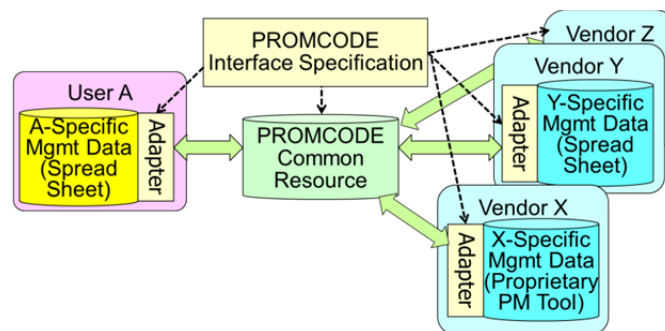 PROMCODE
Interface Specification
Vendor Z
Vendor Y
User A
A-Specific
Mgmt Data
(Spread
Sheet)
Adapter
PROMCODE
Common
Resource
Adapter
Y-Specific
Mgmt Data
(Spread
Sheet)
Vendor X
Adapter
X-Specific
Mgmt Data
(Proprietary
PM Tool)